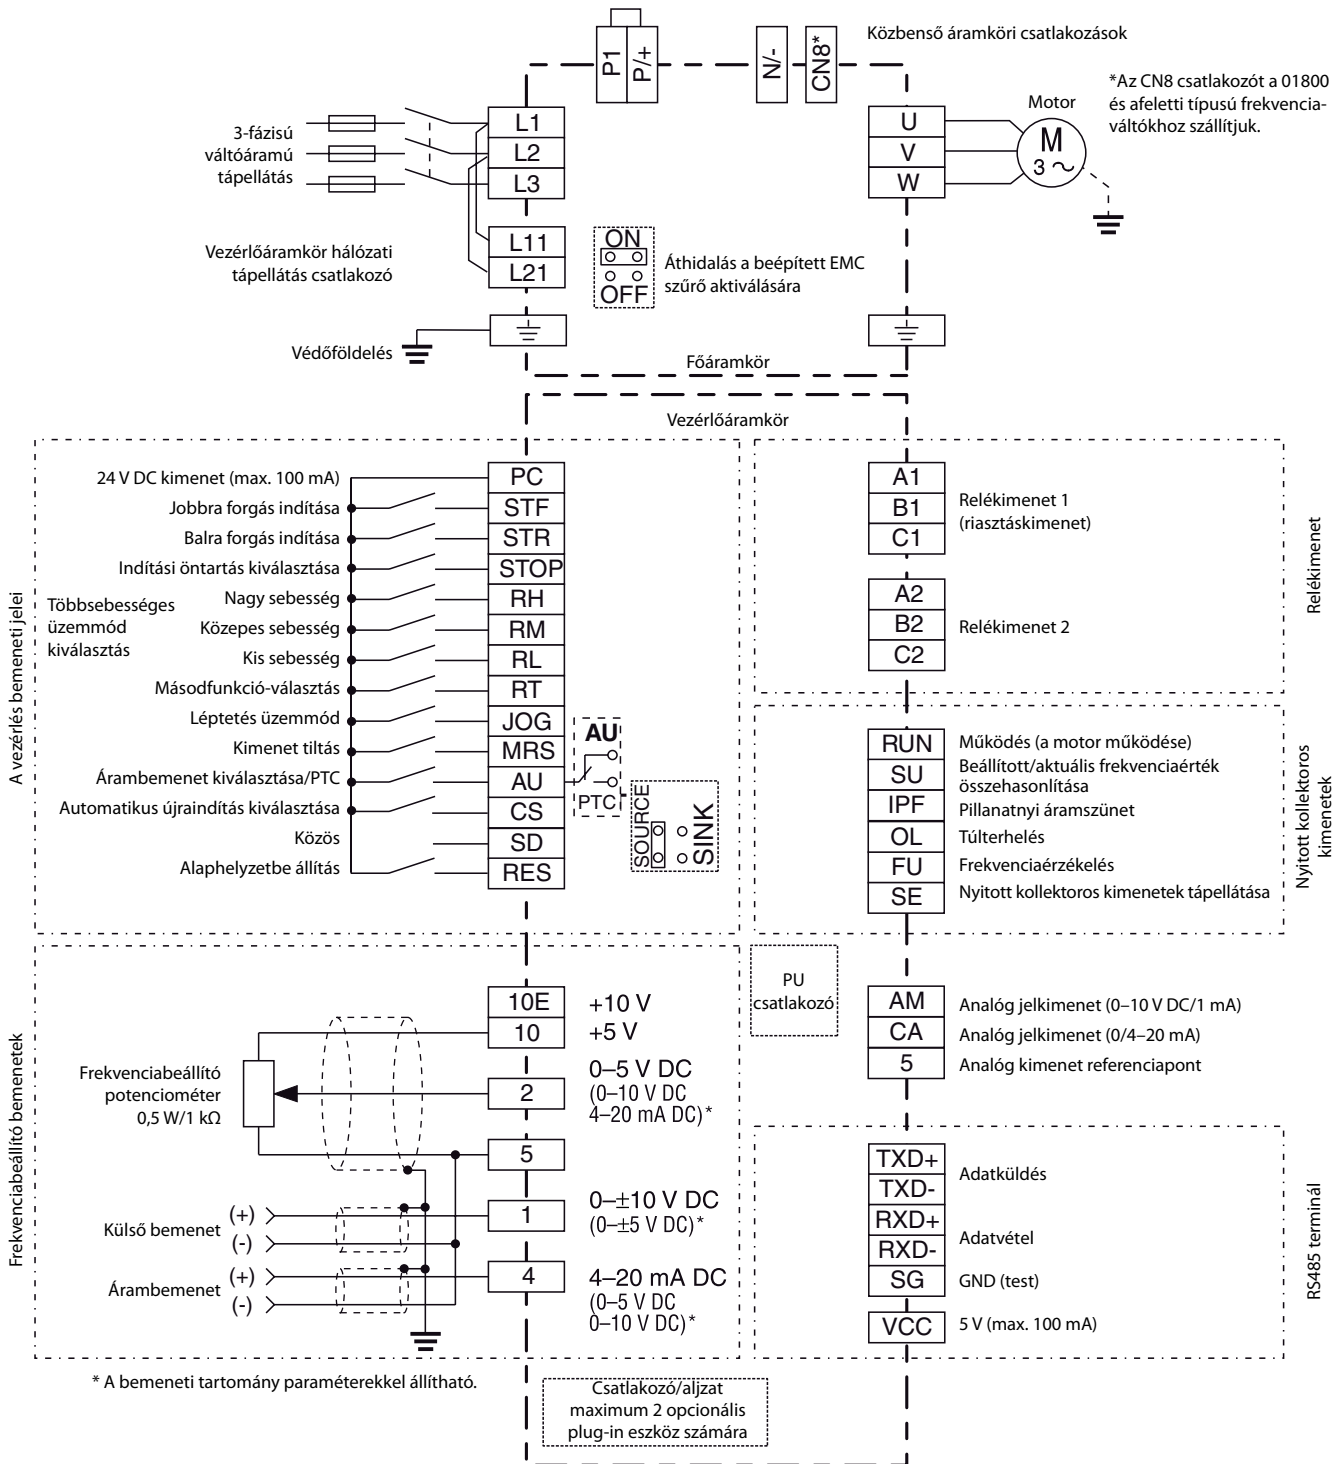 P1
P/+
N/-
CN8*
Közbenső áramköri csatlakozások
*Az CN8 csatlakozót a 01800
és afeletti típusú frekvencia-
váltókhoz szállítjuk.
3-fázisú
váltóáramú
tápellátás
L1
L2
L3
U
V
W
Motor
M
3 ~
Vezérlőáramkör hálózati
tápellátás csatlakozó
L11
L21
ON
OFF
Áthidalás a beépített EMC
szűrő aktiválására
Védőföldelés
Főáramkör
Vezérlőáramkör
A vezérlés bemeneti jelei
24 V DC kimenet (max. 100 mA)
PC
Jobbra forgás indítása
STF
Balra forgás indítása
STR
Indítási öntartás kiválasztása
STOP
Többsebességes
üzemmód
kiválasztás
Nagy sebesség
RH
Közepes sebesség
RM
Kis sebesség
RL
Másodfunkció-választás
RT
Léptetés üzemmód
JOG
Kimenet tiltás
MRS
Árambemenet kiválasztása/PTC
AU
Automatikus újraindítás kiválasztása
CS
Közös
SD
Alaphelyzetbe állítás
RES
AU
PTC
SOURCE
SINK
A1
B1
C1
Relékimenet 1
(riasztáskimenet)
A2
B2
C2
Relékimenet 2
Relékimenet
RUN
Működés (a motor működése)
SU
Beállított/aktuális frekvenciaérték
összehasonlítása
IPF
Pillanatnyi áramszünet
OL
Túlterhelés
FU
Frekvenciaérzékelés
SE
Nyitott kollektoros kimenetek tápellátása
Nyitott kollektoros
kimenetek
PU
csatlakozó
AM
Analóg jelkimenet (0–10 V DC/1 mA)
CA
Analóg jelkimenet (0/4–20 mA)
5
Analóg kimenet referenciapont
Frekvenciabeállító bemenetek
10E
+10 V
10
+5 V
Frekvenciabeállító
potenciométer
0,5 W/1 kΩ
2
0–5 V DC
(0–10 V DC
4–20 mA DC)*
5
Külső bemenet
(+)
(-)
1
0–±10 V DC
(0–±5 V DC)*
Árambemenet
(+)
(-)
4
4–20 mA DC
(0–5 V DC
0–10 V DC)*
TXD+
TXD-
Adatküldés
RXD+
RXD-
Adatvétel
SG
GND (test)
VCC
5 V (max. 100 mA)
RS485 terminál
* A bemeneti tartomány paraméterekkel állítható.
Csatlakozó/aljzat
maximum 2 opcionális
plug-in eszköz számára